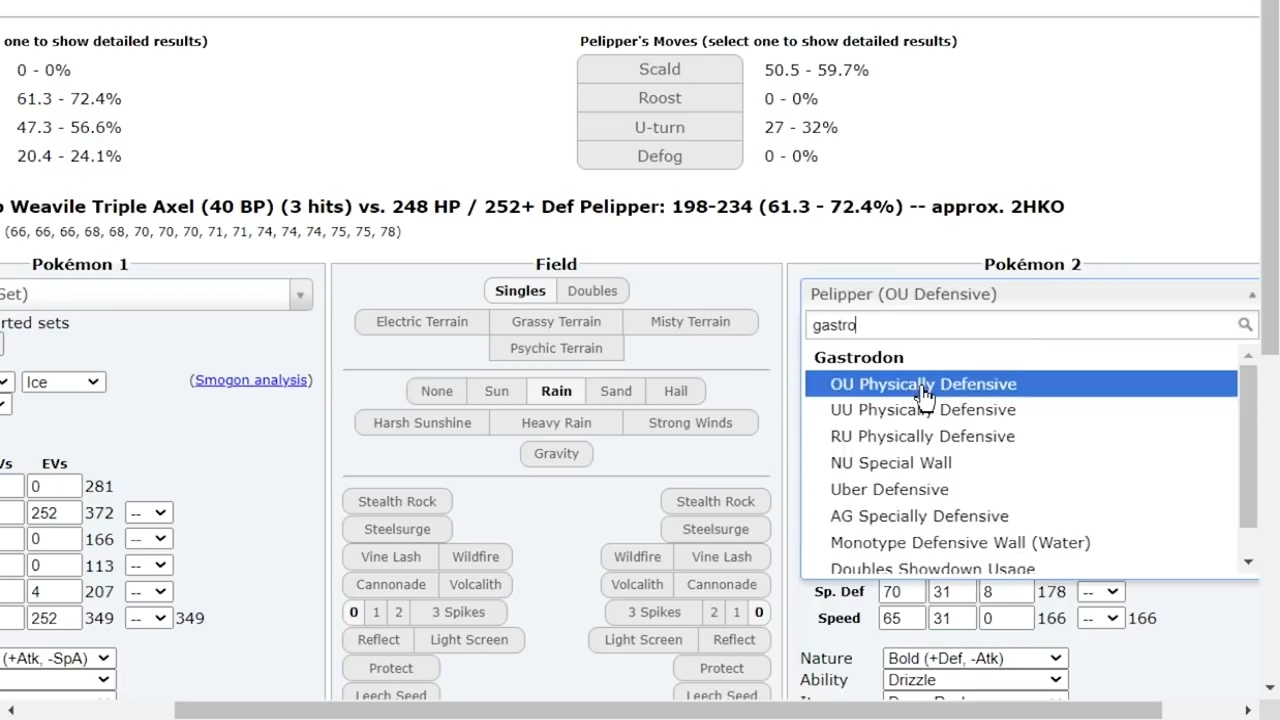 one to show detailed results)
0 - 0%
61.3 - 72.4%
47.3 - 56.6%
20.4 - 24.1%
Pelipper's Moves (select one to show detailed results)
Scald 50.5 - 59.7%
Roost 0 - 0%
U-turn 27 - 32%
Defog 0 - 0%
Weavile Triple Axel (40 BP) (3 hits) vs. 248 HP / 252+ Def Pelipper: 198-234 (61.3 - 72.4%) -- approx. 2HKO
(66, 66, 66, 68, 68, 70, 70, 70, 71, 71, 74, 74, 74, 75, 75, 78)
Pokémon 1
Set)
rted sets
Ice
(Smogon analysis)
Vs EVs
0 281
252 372 --
0 166 --
0 113 --
4 207 --
252 349 -- 349
(+Atk, -SpA)
Field
Singles Doubles
Electric Terrain Grassy Terrain Misty Terrain
Psychic Terrain
None Sun Rain Sand Hail
Harsh Sunshine Heavy Rain Strong Winds
Gravity
Stealth Rock Stealth Rock
Steelsurge Steelsurge
Vine Lash Wildfire Wildfire Vine Lash
Cannonade Volcalith Volcalith Cannonade
0 1 2 3 Spikes 3 Spikes 2 1 0
Reflect Light Screen Light Screen Reflect
Protect Protect
Leech Seed Leech Seed
Pokémon 2
Pelipper (OU Defensive)
gastro
Gastrodon
OU Physically Defensive
UU Physically Defensive
RU Physically Defensive
NU Special Wall
Uber Defensive
AG Specially Defensive
Monotype Defensive Wall (Water)
Doubles Showdown Usage
Sp. Def 70 31 8 178 --
Speed 65 31 0 166 -- 166
Nature Bold (+Def, -Atk)
Ability Drizzle